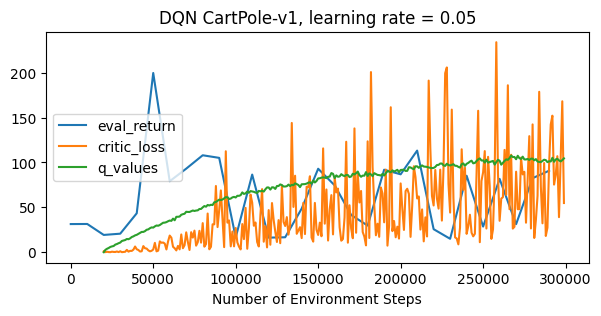 DQN CartPole-v1, learning rate = 0.05
200
150
100
50
0
eval_return
critic_loss
q_values
0 50000 100000 150000 200000 250000 300000
Number of Environment Steps